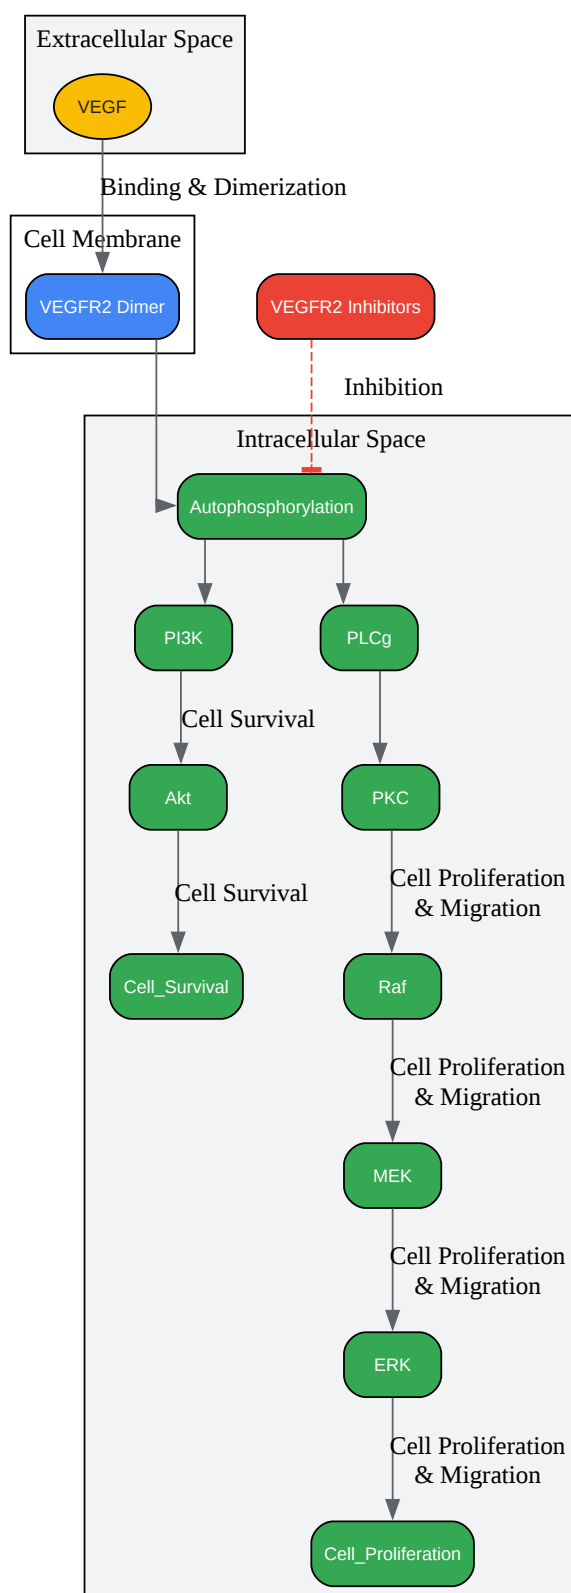 Extracellular Space
VEGF
Binding & Dimerization
Cell Membrane
VEGFR2 Dimer
VEGFR2 Inhibitors
Inhibition
Intracellular Space
Autophosphorylation
PI3K
PLCg
Cell Survival
Akt
PKC
Cell Survival
Cell Proliferation
& Migration
Cell_Survival
Raf
Cell Proliferation
& Migration
MEK
Cell Proliferation
& Migration
ERK
Cell Proliferation
& Migration
Cell_Proliferation